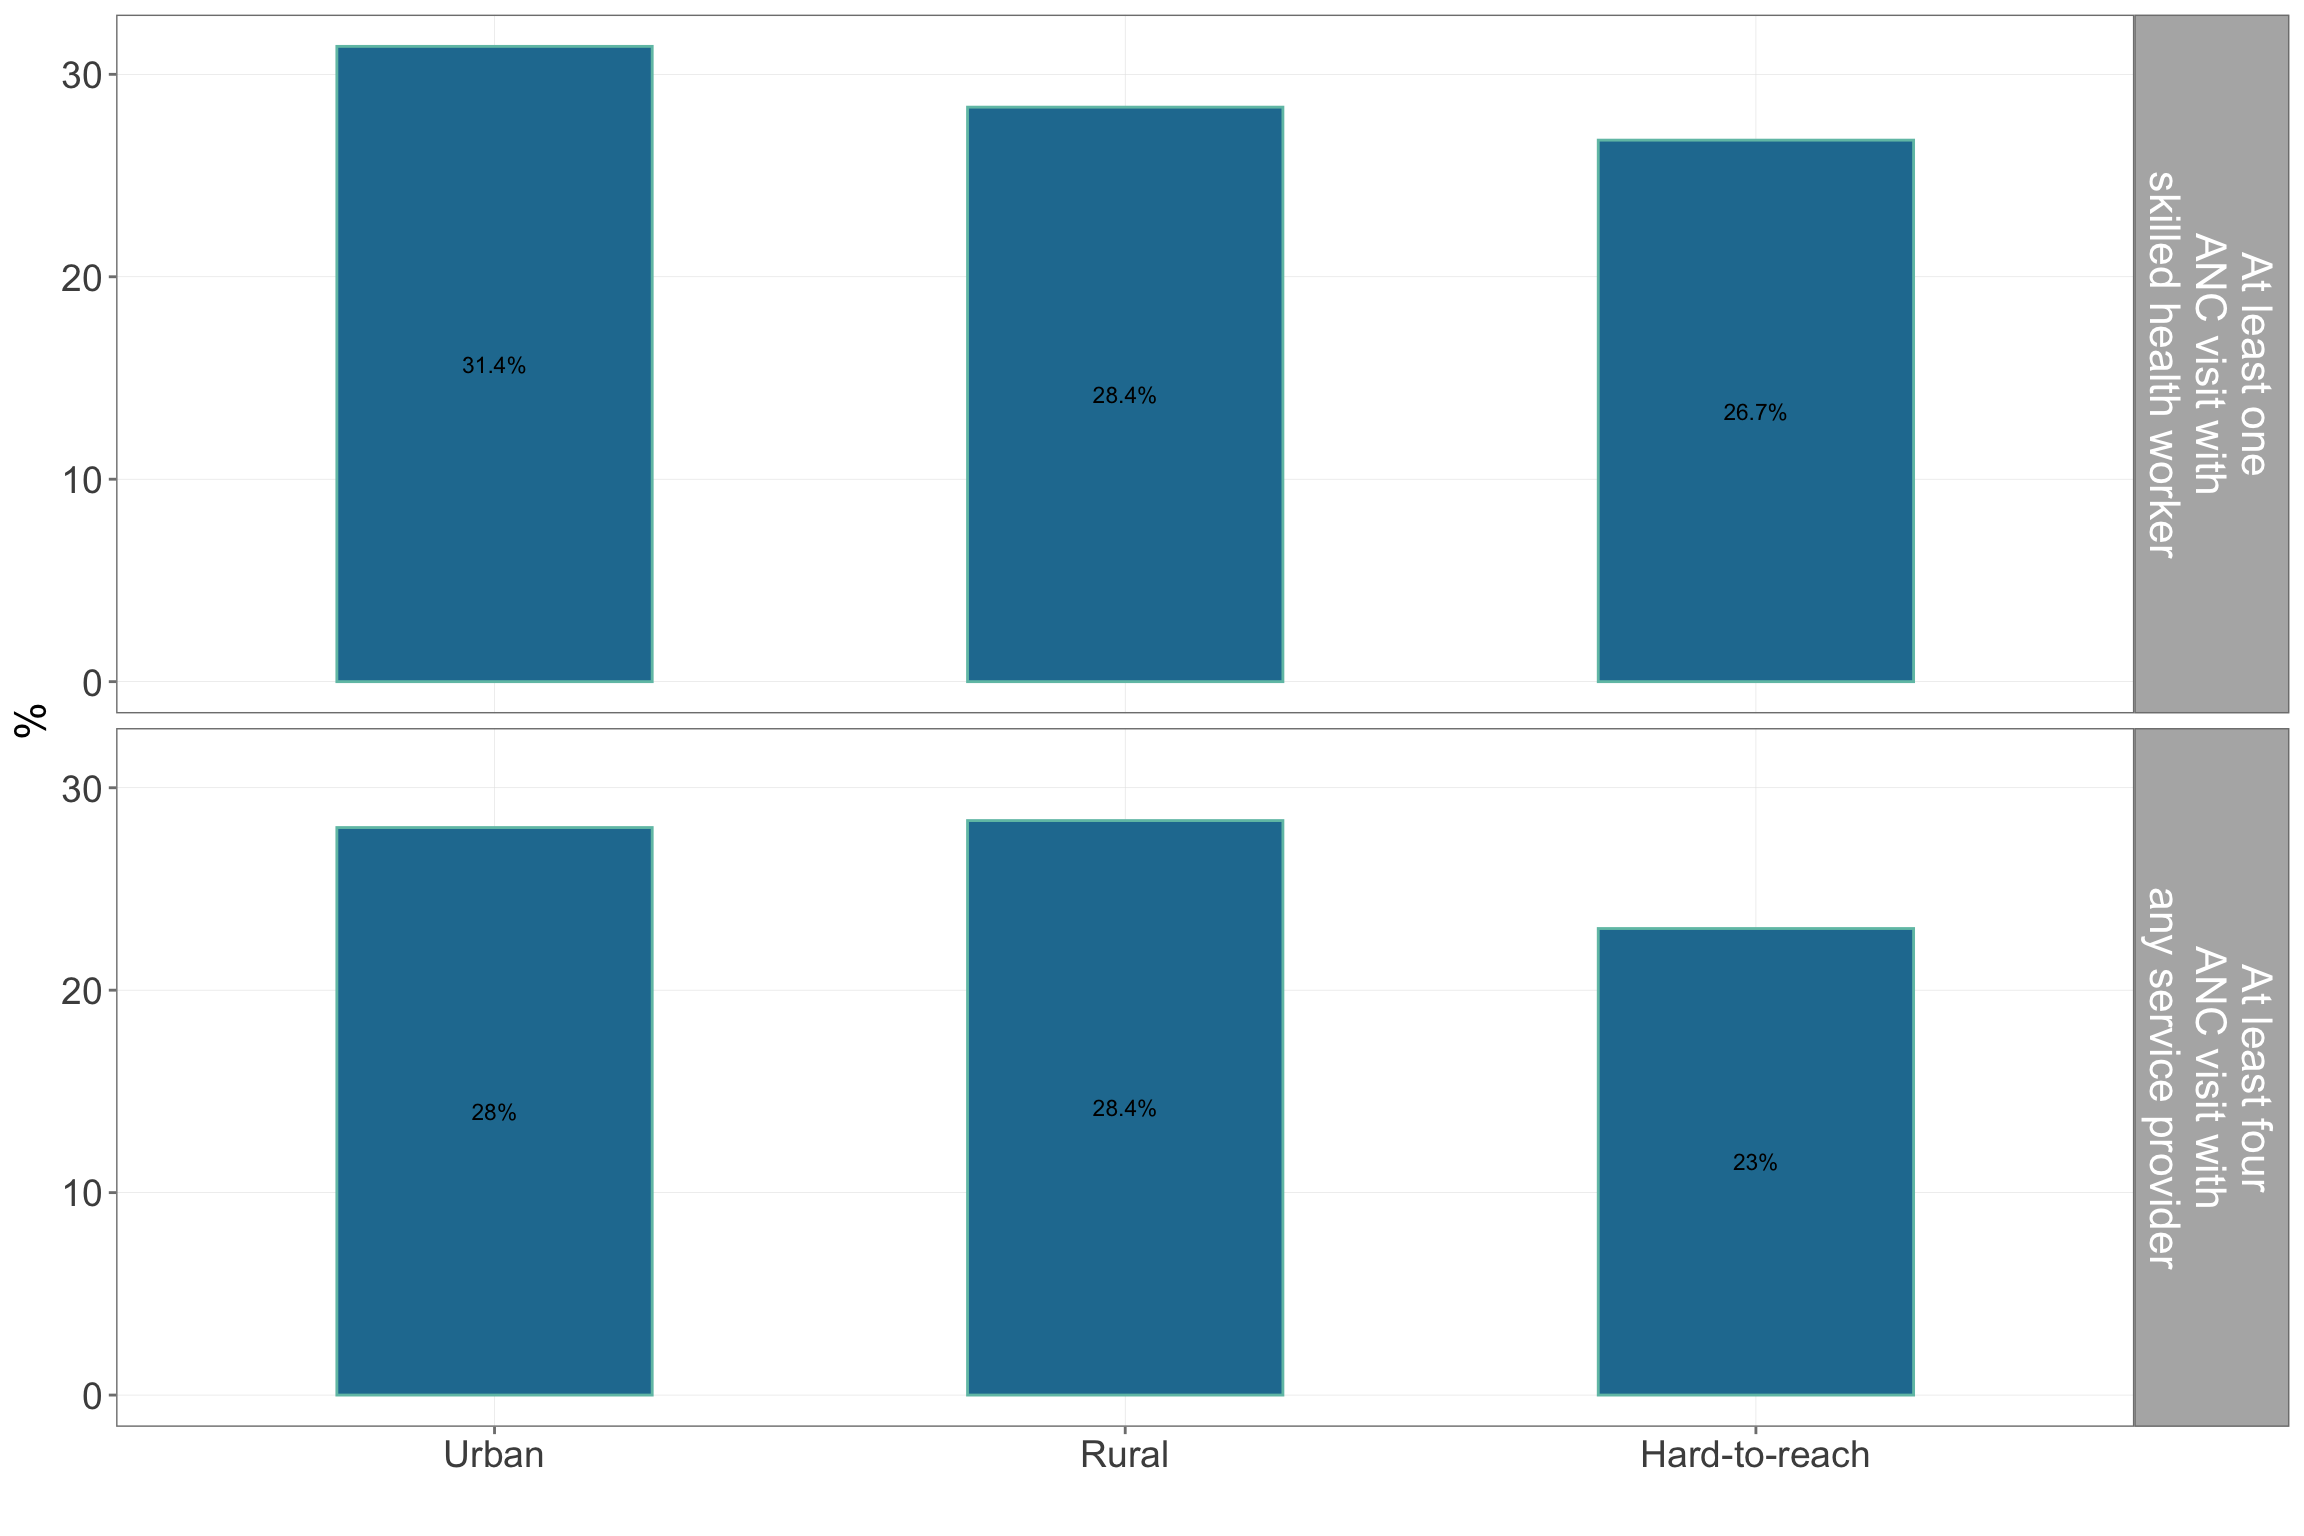 %
30
20
10
0
31.4%
28.4%
26.7%
At least one
ANC visit with
skilled health worker
30
20
10
0
28%
28.4%
23%
At least four
ANC visit with
any service provider
Urban
Rural
Hard-to-reach